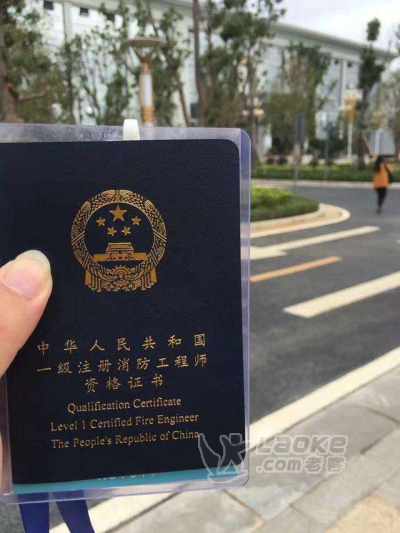 中华人民共和国
一级注册消防工程师
资格证书
Qualification Certificate
Level 1 Certified Fire Engineer
The People's Republic of China
LAOKE
.com老客